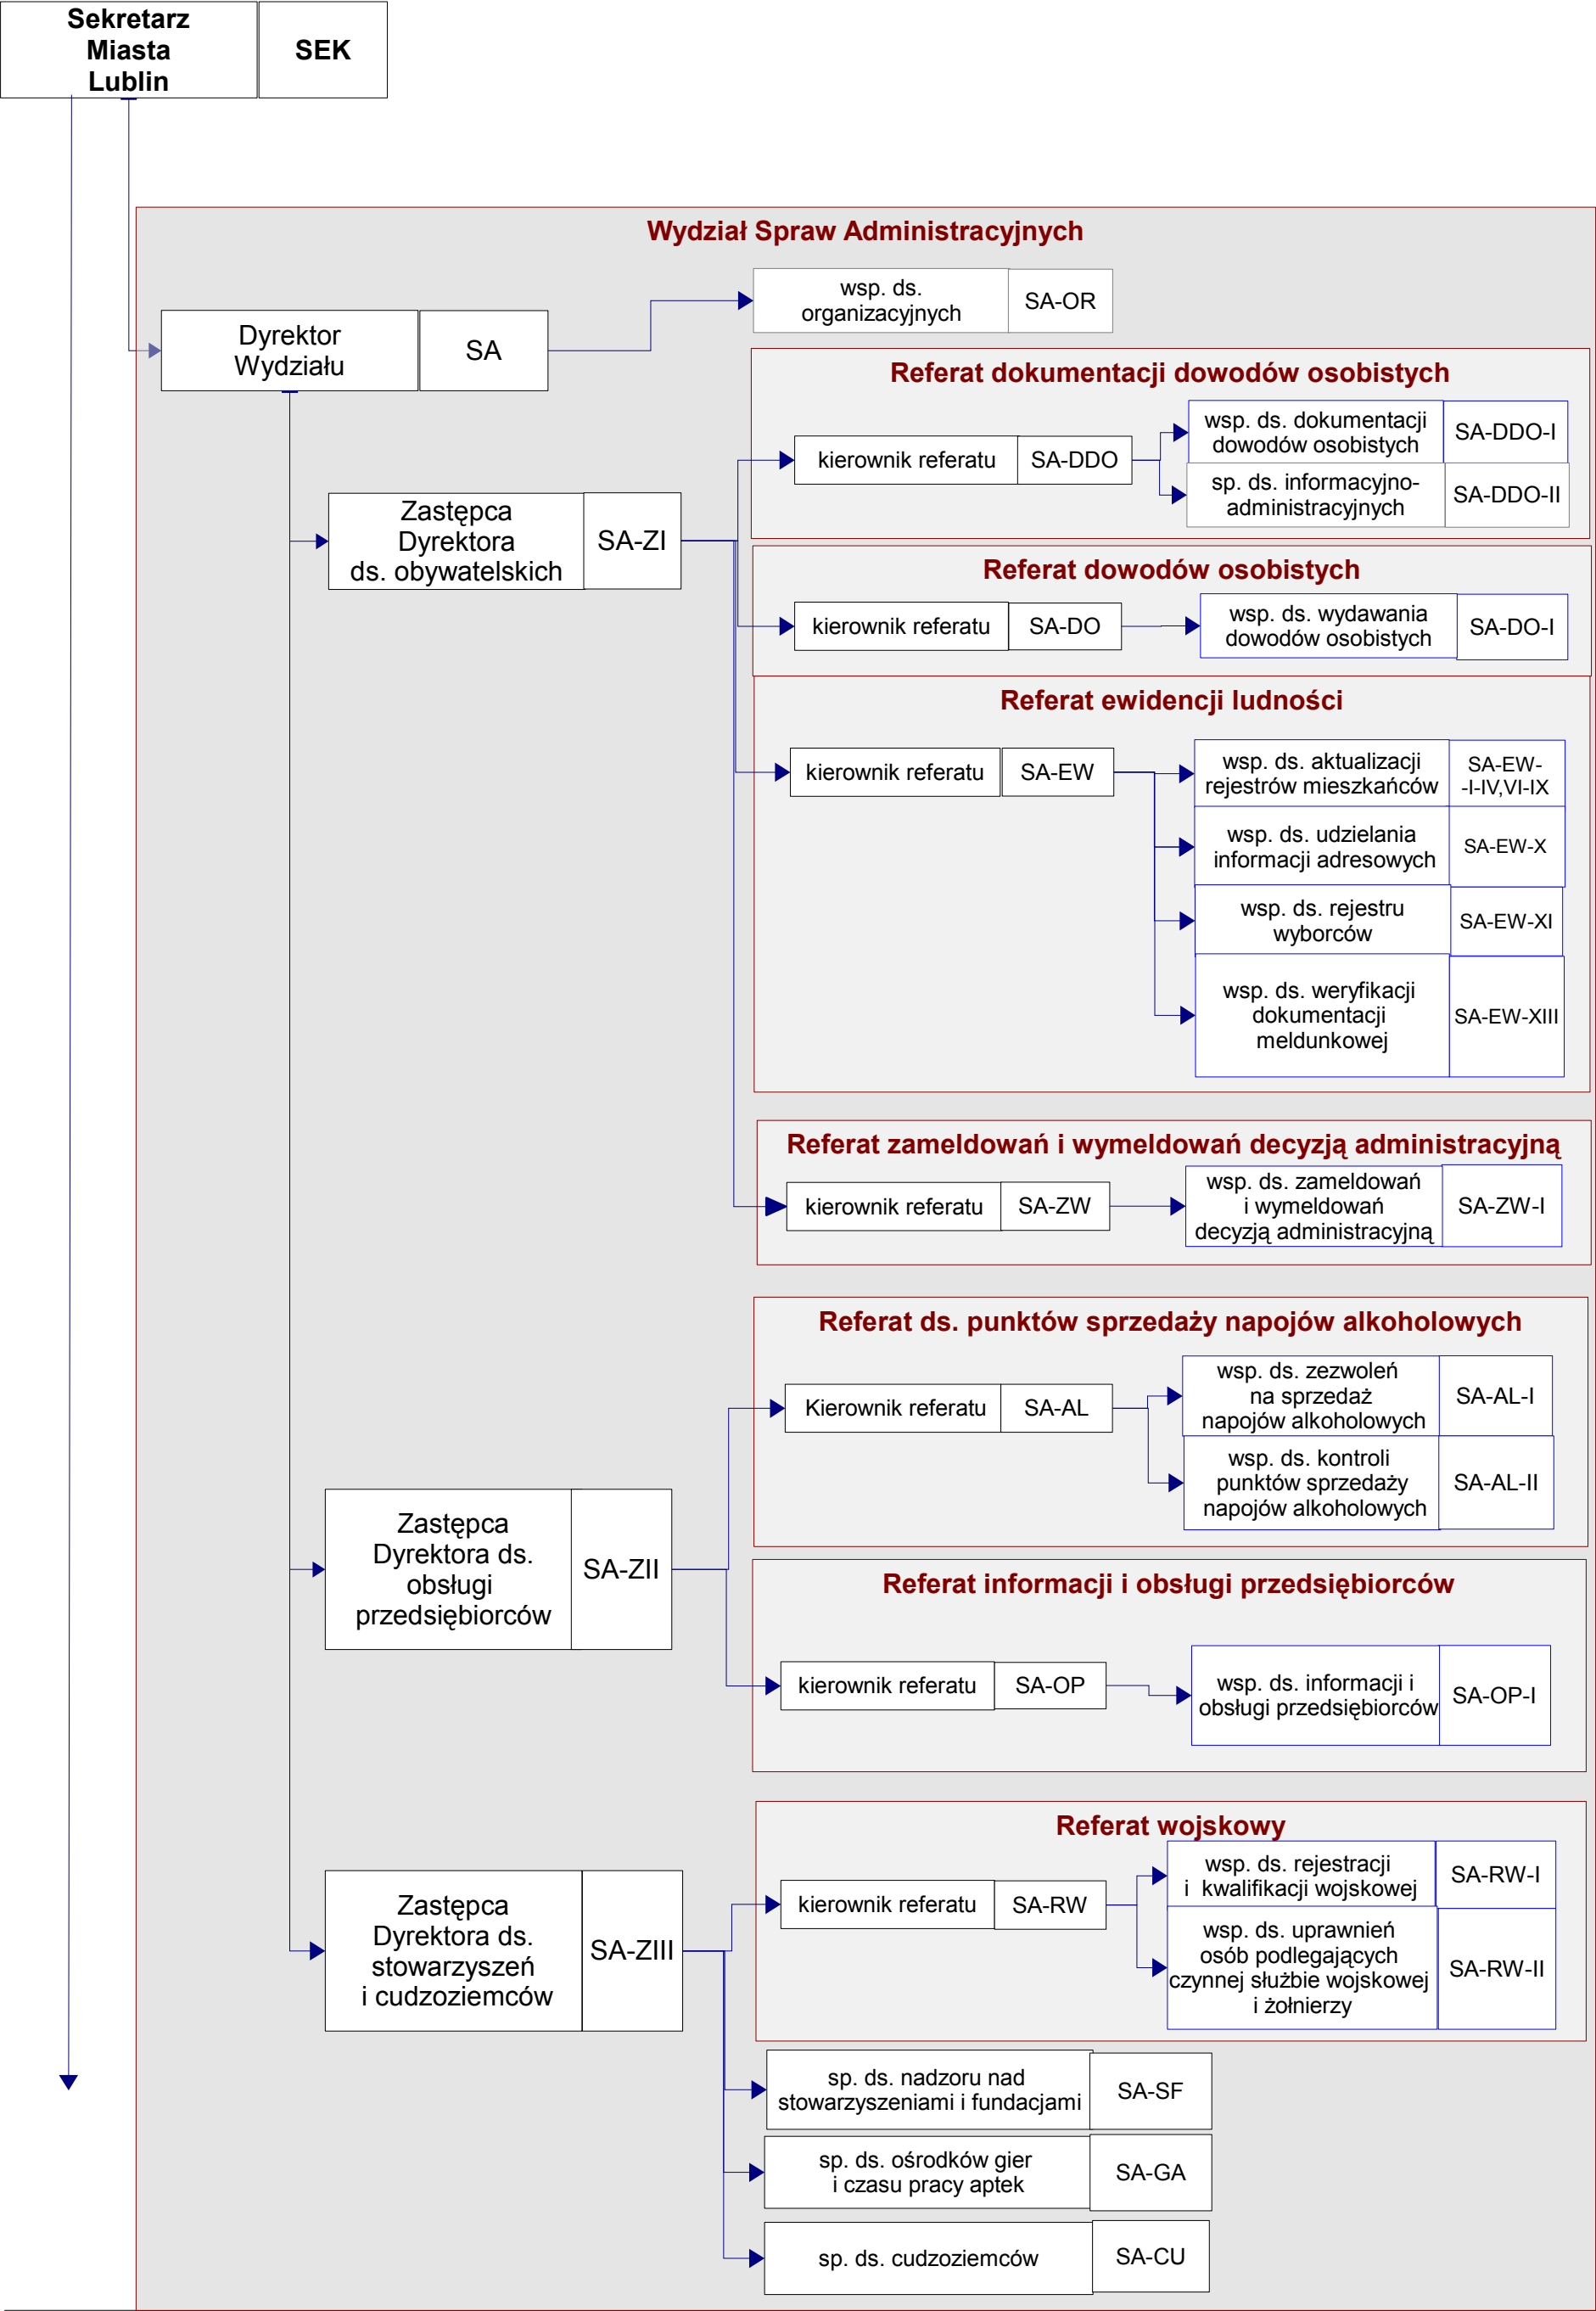 Sekretarz
Miasta
Lublin
SEK
Wydział Spraw Administracyjnych
wsp. ds.
organizacyjnych
SA-OR
Dyrektor
Wydziału
SA
Referat dokumentacji dowodów osobistych
kierownik referatu
SA-DDO
wsp. ds. dokumentacji
dowodów osobistych
SA-DDO-I
sp. ds. informacyjno-
administracyjnych
SA-DDO-II
Zastępca
Dyrektora
ds. obywatelskich
SA-ZI
Referat dowodów osobistych
kierownik referatu
SA-DO
wsp. ds. wydawania
dowodów osobistych
SA-DO-I
Referat ewidencji ludności
kierownik referatu
SA-EW
wsp. ds. aktualizacji
rejestrów mieszkańców
SA-EW-
-I-IV,VI-IX
wsp. ds. udzielania
informacji adresowych
SA-EW-X
wsp. ds. rejestru
wyborców
SA-EW-XI
wsp. ds. weryfikacji
dokumentacji
meldunkowej
SA-EW-XIII
Referat zameldowań i wymeldowań decyzją administracyjną
kierownik referatu
SA-ZW
wsp. ds. zameldowań
i wymeldowań
decyzją administracyjną
SA-ZW-I
Referat ds. punktów sprzedaży napojów alkoholowych
Kierownik referatu
SA-AL
wsp. ds. zezwoleń
na sprzedaż
napojów alkoholowych
SA-AL-I
wsp. ds. kontroli
punktów sprzedaży
napojów alkoholowych
SA-AL-II
Zastępca
Dyrektora ds.
obsługi
przedsiębiorców
SA-ZII
Referat informacji i obsługi przedsiębiorców
kierownik referatu
SA-OP
wsp. ds. informacji i
obsługi przedsiębiorców
SA-OP-I
Referat wojskowy
kierownik referatu
SA-RW
wsp. ds. rejestracji
i kwalifikacji wojskowej
SA-RW-I
wsp. ds. uprawnień
osób podlegających
czynnej służbie wojskowej
i żołnierzy
SA-RW-II
Zastępca
Dyrektora ds.
stowarzyszeń
i cudzoziemców
SA-ZIII
sp. ds. nadzoru nad
stowarzyszeniami i fundacjami
SA-SF
sp. ds. ośrodków gier
i czasu pracy aptek
SA-GA
sp. ds. cudzoziemców
SA-CU